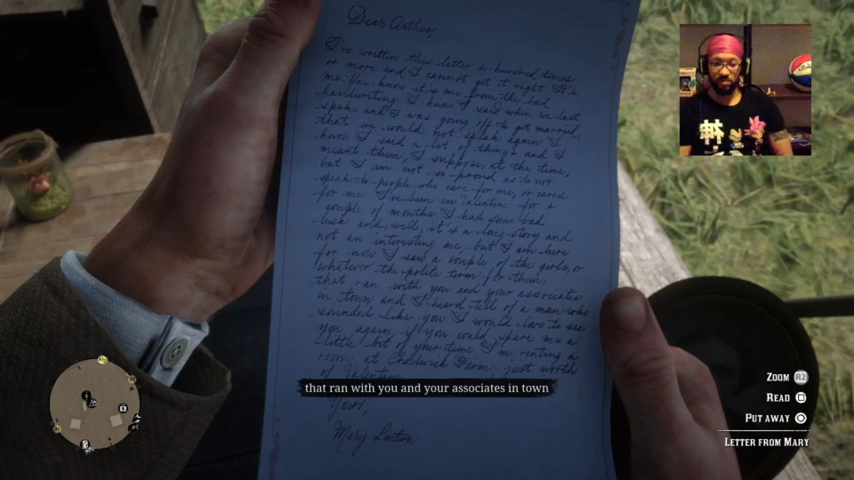 Dear Arthur,
I've written this letter a hundred times
or more and I cannot get it right. It's
me. You know it's me from the bad
handwriting. I know I said when we last
spoke and I was going off to get married,
that we would not speak again. I
know I said a lot of things and I
meant them, I suppose, at the time,
but I am not so proud as to not
speak to people who care for me, or cared
for me. I've been in Valentine for a
couple of months. I had some bad
luck and, well, it's a long story and
not an interesting one, but I am here
for now. I saw a couple of the girls, or
whatever the polite term for them,
that ran with you and your associates
in town and I heard tell of a man who
sounded like you. I would love to see
you again, if you could spare me a
little bit of your time. I'm renting a
room at Chadwick Farm, just north
of Valentine
that ran with you and your associates in town
Yours,
Mary Linton
ZOOM R2
READ
PUT AWAY
LETTER FROM MARY